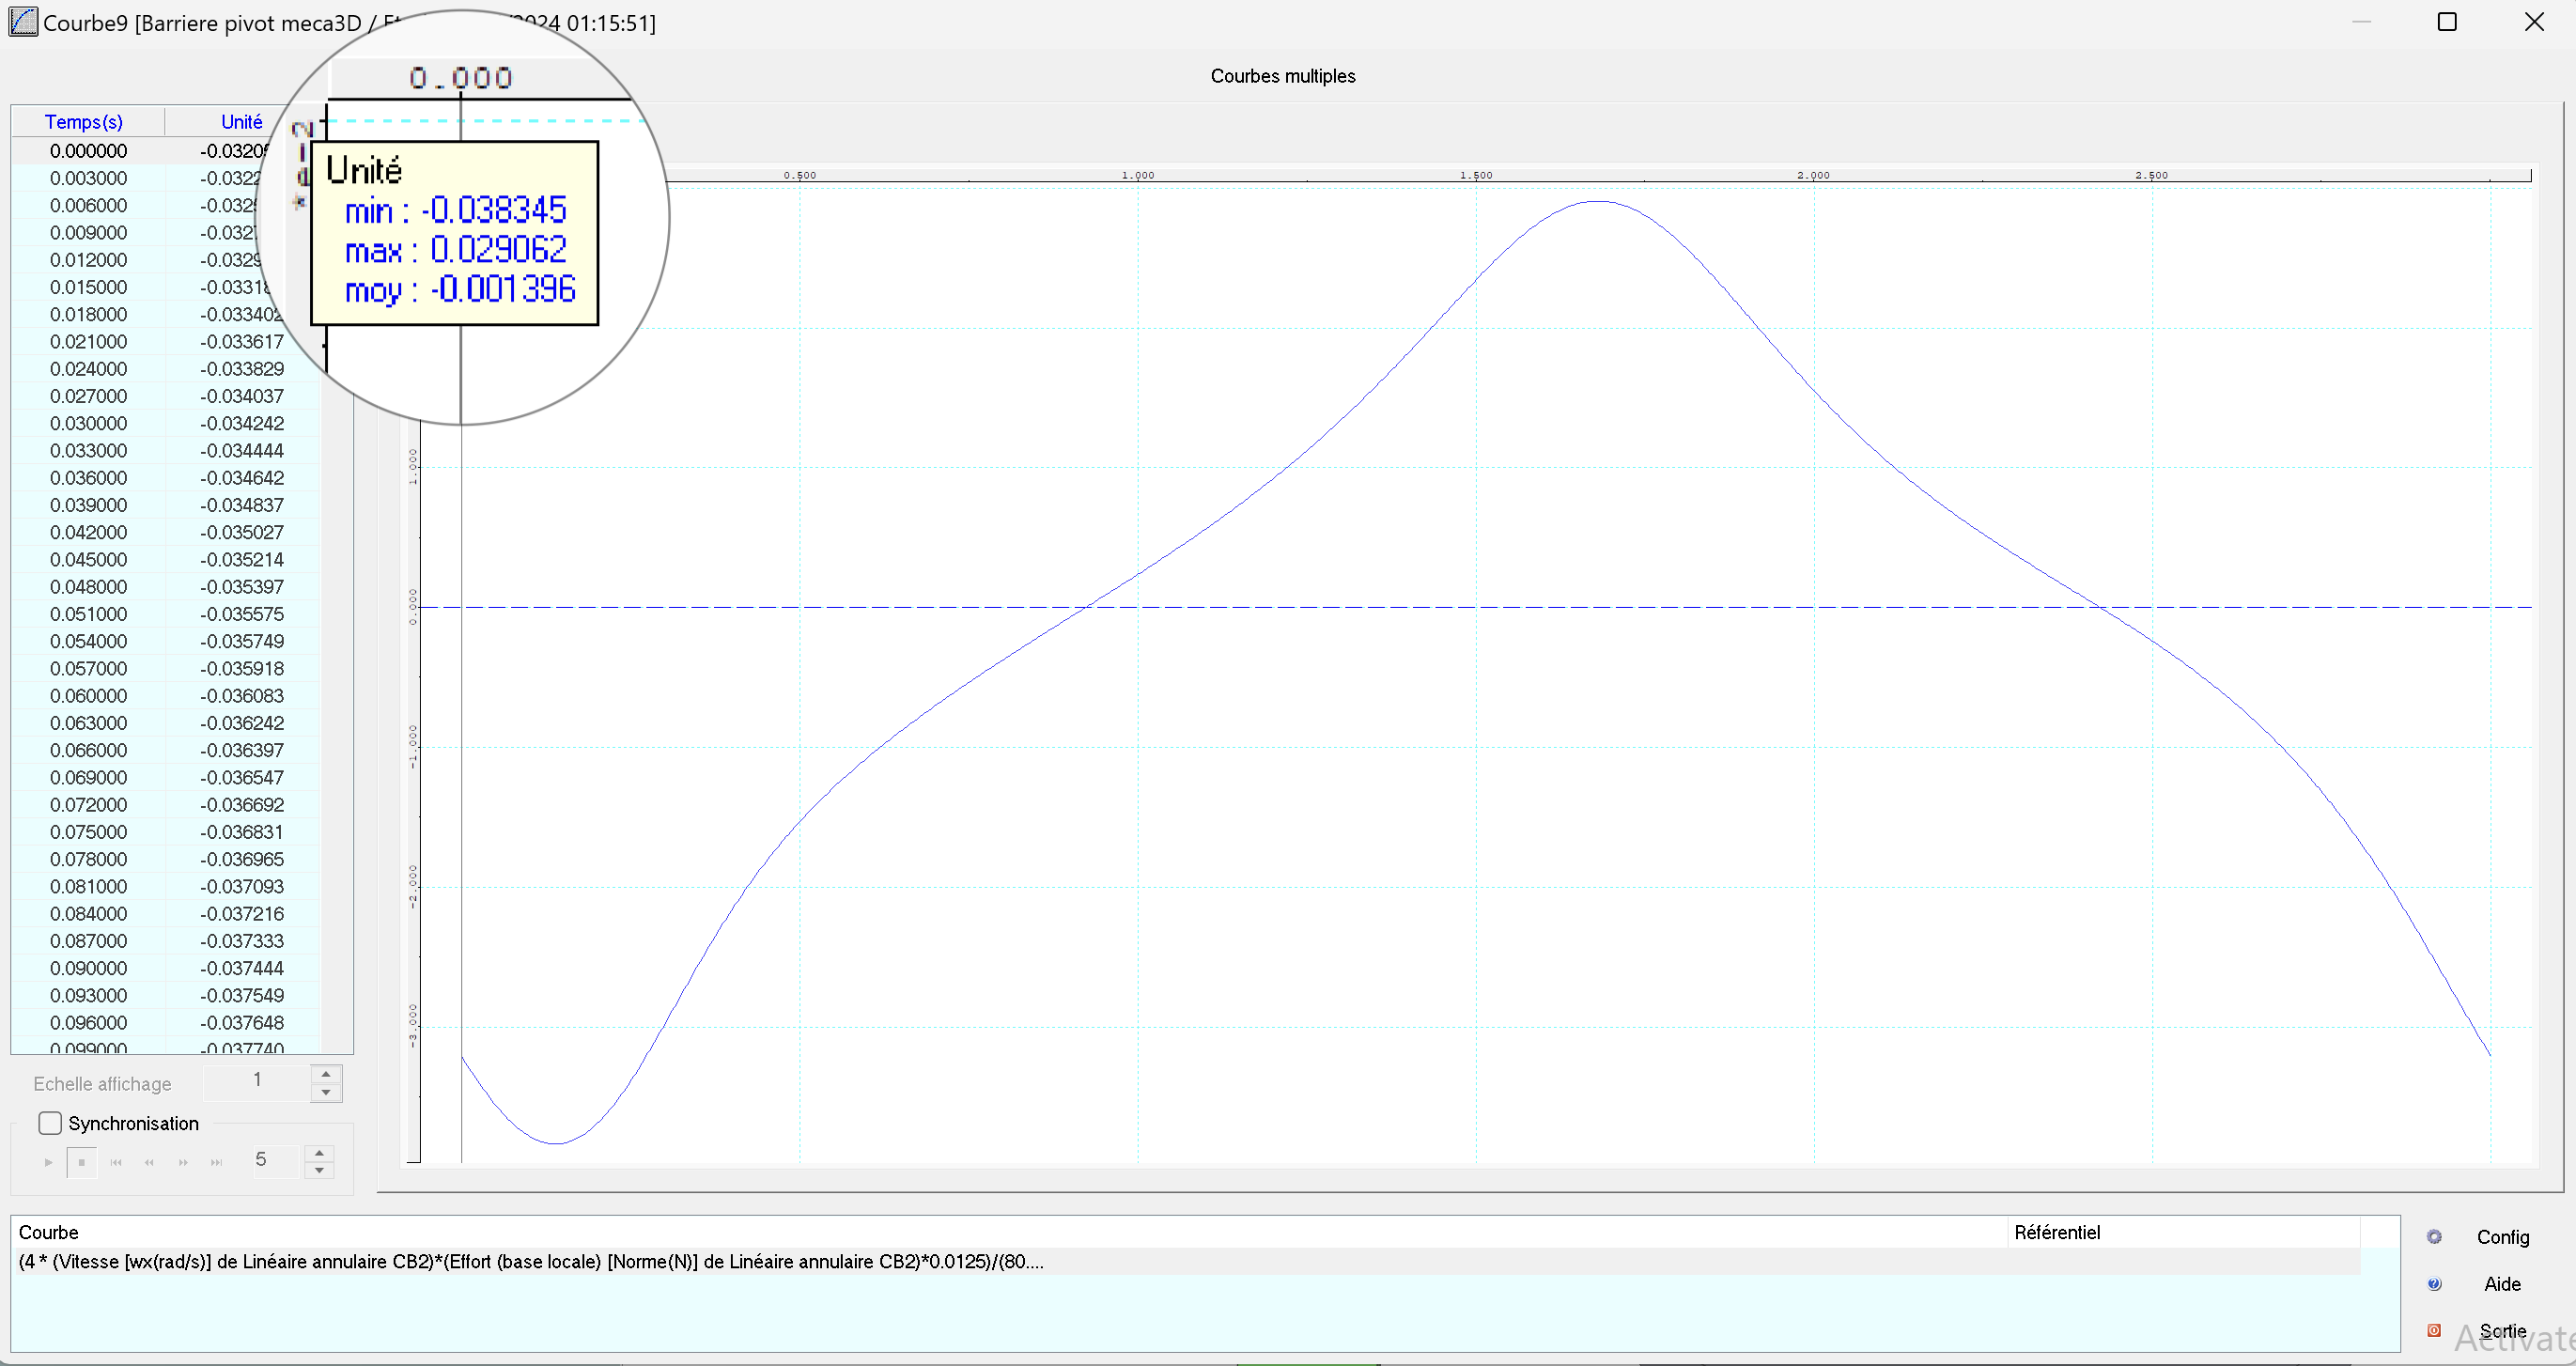 Courbe9 [Barriere pivot meca3D / Et 2024 01:15:51]
Courbes multiples
Temps(s) Unité
0.000000 -0.0320
0.003000 -0.032
0.006000 -0.032
0.009000 -0.032
0.012000 -0.0329
0.015000 -0.0331
0.018000 -0.033402
0.021000 -0.033617
0.024000 -0.033829
0.027000 -0.034037
0.030000 -0.034242
0.033000 -0.034444
0.036000 -0.034642
0.039000 -0.034837
0.042000 -0.035027
0.045000 -0.035214
0.048000 -0.035397
0.051000 -0.035575
0.054000 -0.035749
0.057000 -0.035918
0.060000 -0.036083
0.063000 -0.036242
0.066000 -0.036397
0.069000 -0.036547
0.072000 -0.036692
0.075000 -0.036831
0.078000 -0.036965
0.081000 -0.037093
0.084000 -0.037216
0.087000 -0.037333
0.090000 -0.037444
0.093000 -0.037549
0.096000 -0.037648
0.099000 -0.037740
0.000
Unité
min : -0.038345
max : 0.029062
moy : -0.001396
0.500 1.000 1.500 2.000 2.500
1.000
0.000
-1.000
-2.000
-3.000
Echelle affichage 1
Synchronisation
5
Courbe Référentiel
(4 * (Vitesse [wx(rad/s)] de Linéaire annulaire CB2)*(Effort (base locale) [Norme(N)] de Linéaire annulaire CB2)*0.0125)/(80....
Config
Aide
Sortie
Activate